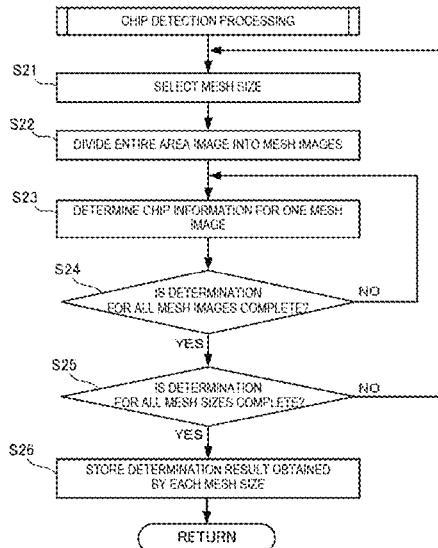 CHIP DETECTION PROCESSING
S21
SELECT MESH SIZE
S22
DIVIDE ENTIRE AREA IMAGE INTO MESH IMAGES
S23
DETERMINE CHIP INFORMATION FOR ONE MESH
IMAGE
S24
IS DETERMINATION
FOR ALL MESH IMAGES COMPLETE?
NO
YES
S25
IS DETERMINATION
FOR ALL MESH SIZES COMPLETE?
NO
YES
S26
STORE DETERMINATION RESULT OBTAINED
BY EACH MESH SIZE
RETURN